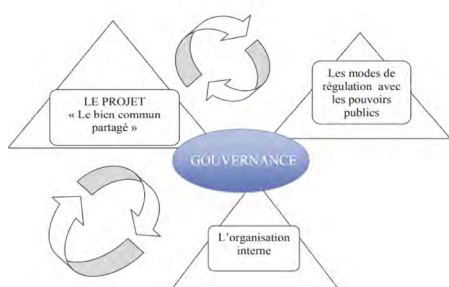 LE PROJET
« Le bien commun
partagé »
Les modes de
régulation avec
les pouvoirs
publics
GOUVERNANCE
L'organisation
interne